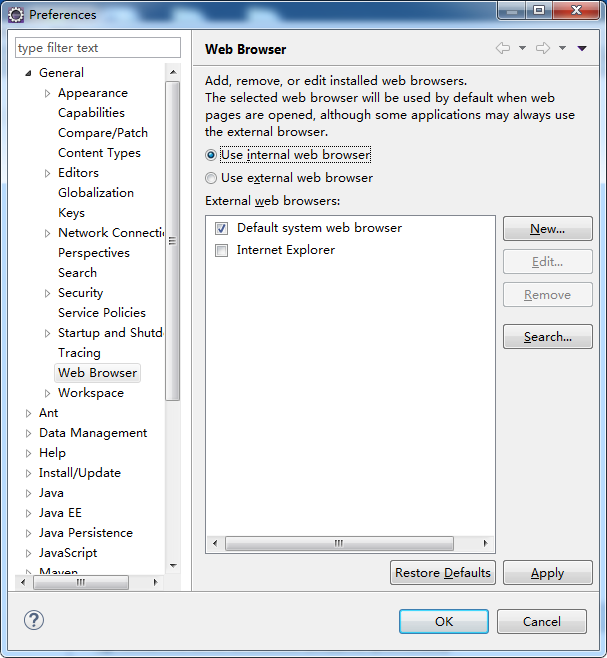 Preferences
type filter text
General
Appearance
Capabilities
Compare/Patch
Content Types
Editors
Globalization
Keys
Network Connecti
Perspectives
Search
Security
Service Policies
Startup and Shutd
Tracing
Web Browser
Workspace
Ant
Data Management
Help
Install/Update
Java
Java EE
Java Persistence
JavaScript
Maven
Web Browser
Add, remove, or edit installed web browsers.
The selected web browser will be used by default when web
pages are opened, although some applications may always use
the external browser.
Use internal web browser
Use external web browser
External web browsers:
Default system web browser
Internet Explorer
New...
Edit...
Remove
Search...
Restore Defaults
Apply
?
OK
Cancel